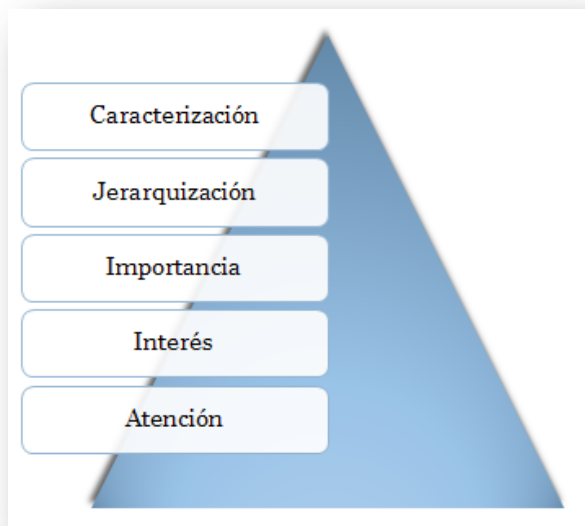 Caracterización
Jerarquización
Importancia
Interés
Atención